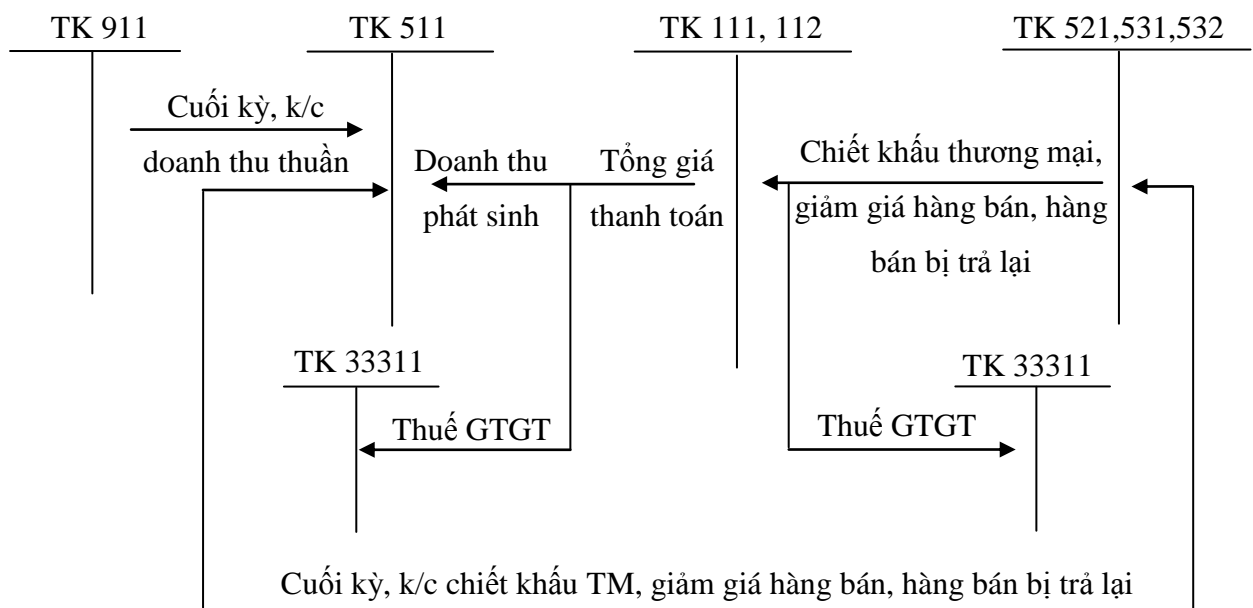 TK 911
TK 511
TK 111, 112
TK 521,531,532
Cuối kỳ, k/c
doanh thu thuần
Doanh thu
phát sinh
Tổng giá
thanh toán
Chiết khấu thương mại,
giảm giá hàng bán, hàng
bán bị trả lại
TK 33311
TK 33311
Thuế GTGT
Thuế GTGT
Cuối kỳ, k/c chiết khấu TM, giảm giá hàng bán, hàng bán bị trả lại